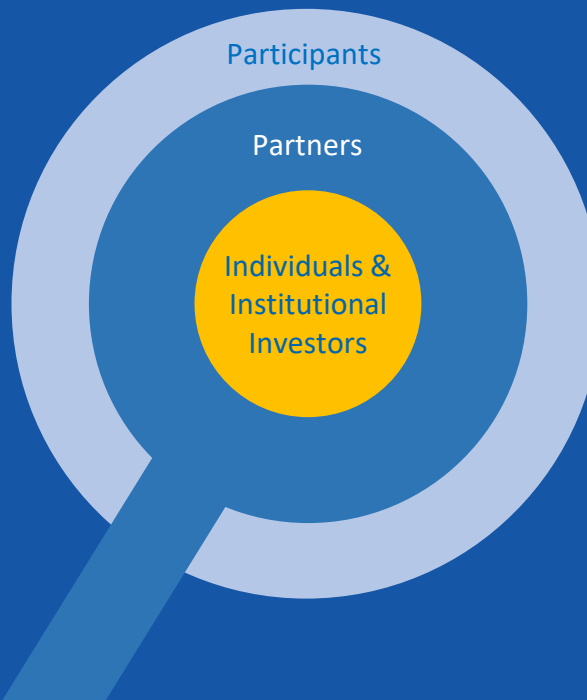 Participants
Partners
Individuals &
Institutional
Investors